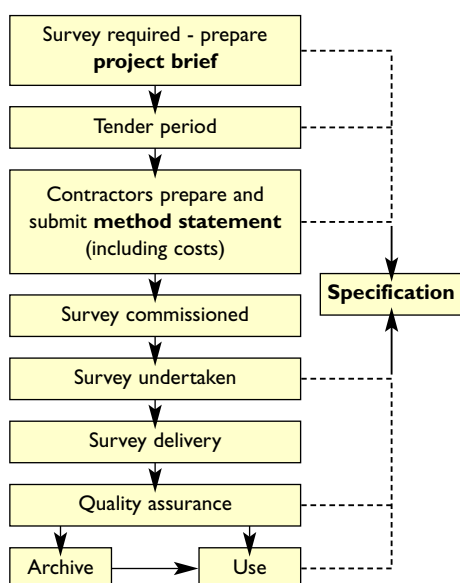 Survey required - prepare
project brief
Tender period
Contractors prepare and
submit method statement
(including costs)
Specification
Survey commissioned
Survey undertaken
Survey delivery
Quality assurance
Archive
Use